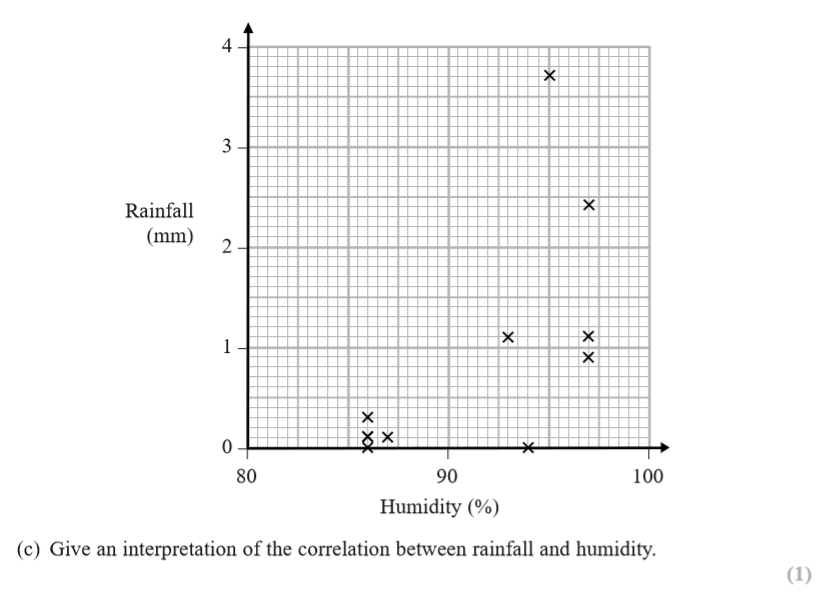 4
3
Rainfall
(mm)
2
1
0
80 90 100
Humidity (%)
(c) Give an interpretation of the correlation between rainfall and humidity.
(1)